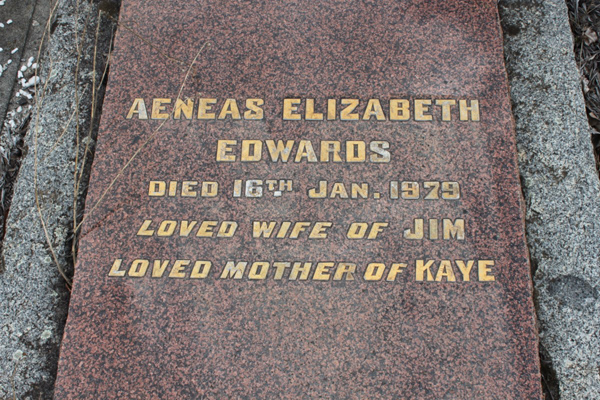 AENEAS ELIZABETH
EDWARDS
DIED 16TH JAN. 1979
LOVED WIFE OF JIM
LOVED MOTHER OF KAYE